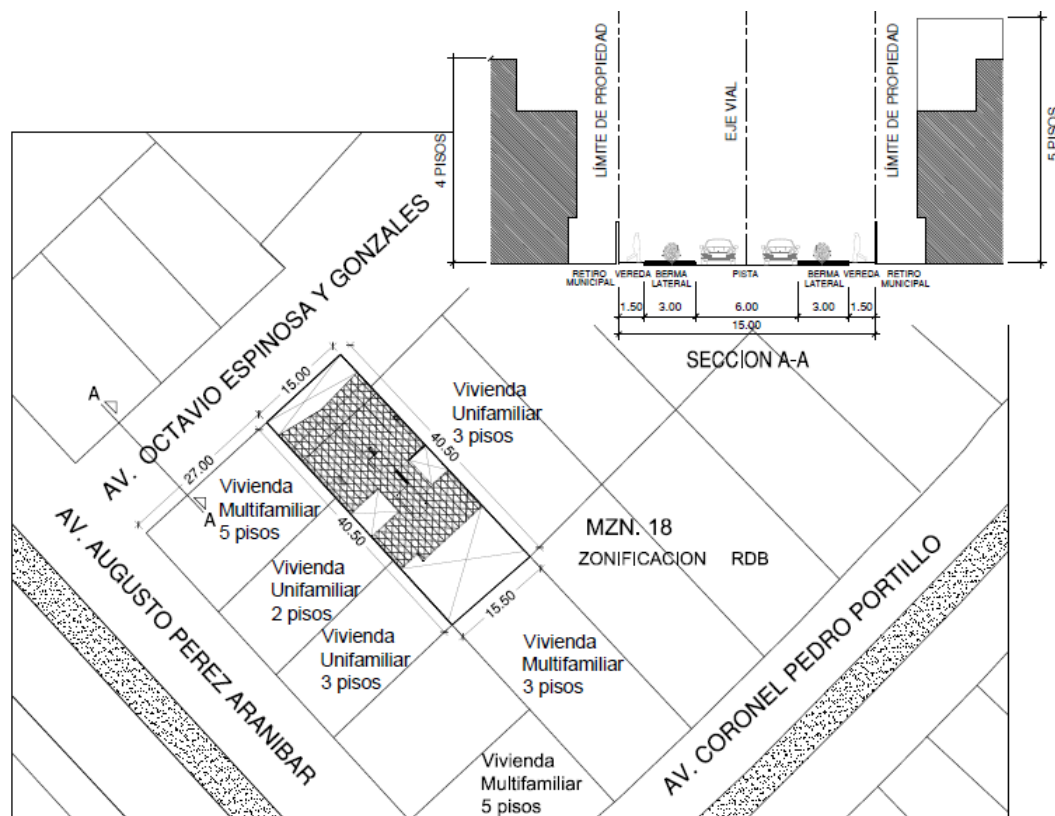 4 PISOS
LÍMITE DE PROPIEDAD
EJE VIAL
LÍMITE DE PROPIEDAD
5 PISOS
RETIRO
MUNICIPAL
VEREDA
BERMA
LATERAL
PISTA
BERMA
LATERAL
VEREDA
RETIRO
MUNICIPAL
1.50
3.00
6.00
3.00
1.50
15.00
SECCION A-A
AV. OCTAVIO ESPINOSA Y GONZALES
A
A
15.00
27.00
40.50
40.50
15.50
Vivienda
Unifamiliar
3 pisos
Vivienda
Multifamiliar
5 pisos
Vivienda
Unifamiliar
2 pisos
Vivienda
Unifamiliar
3 pisos
Vivienda
Multifamiliar
3 pisos
Vivienda
Multifamiliar
5 pisos
MZN. 18
ZONIFICACION RDB
AV. AUGUSTO PEREZ ARANIBAR
AV. CORONEL PEDRO PORTILLO